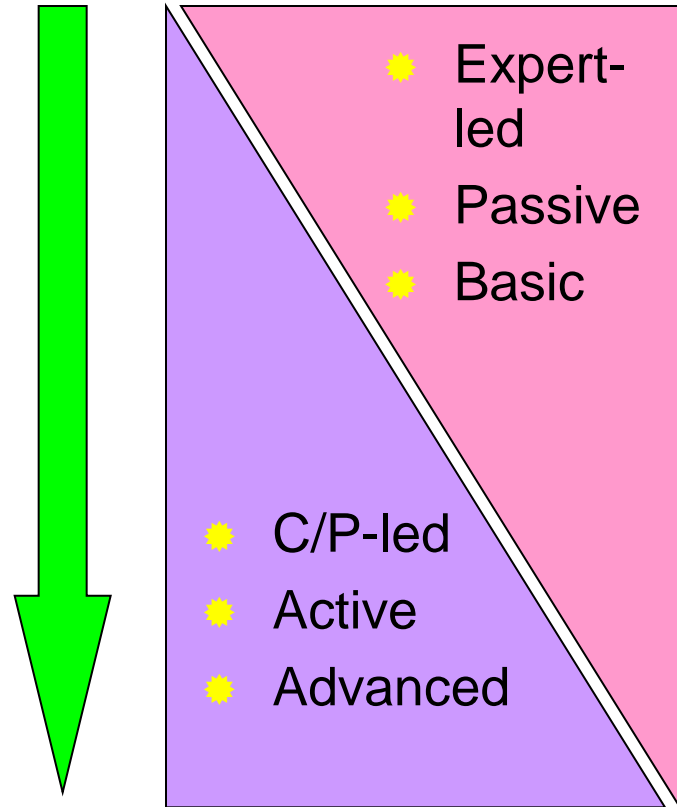 Expert-
led
Passive
Basic
C/P-led
Active
Advanced